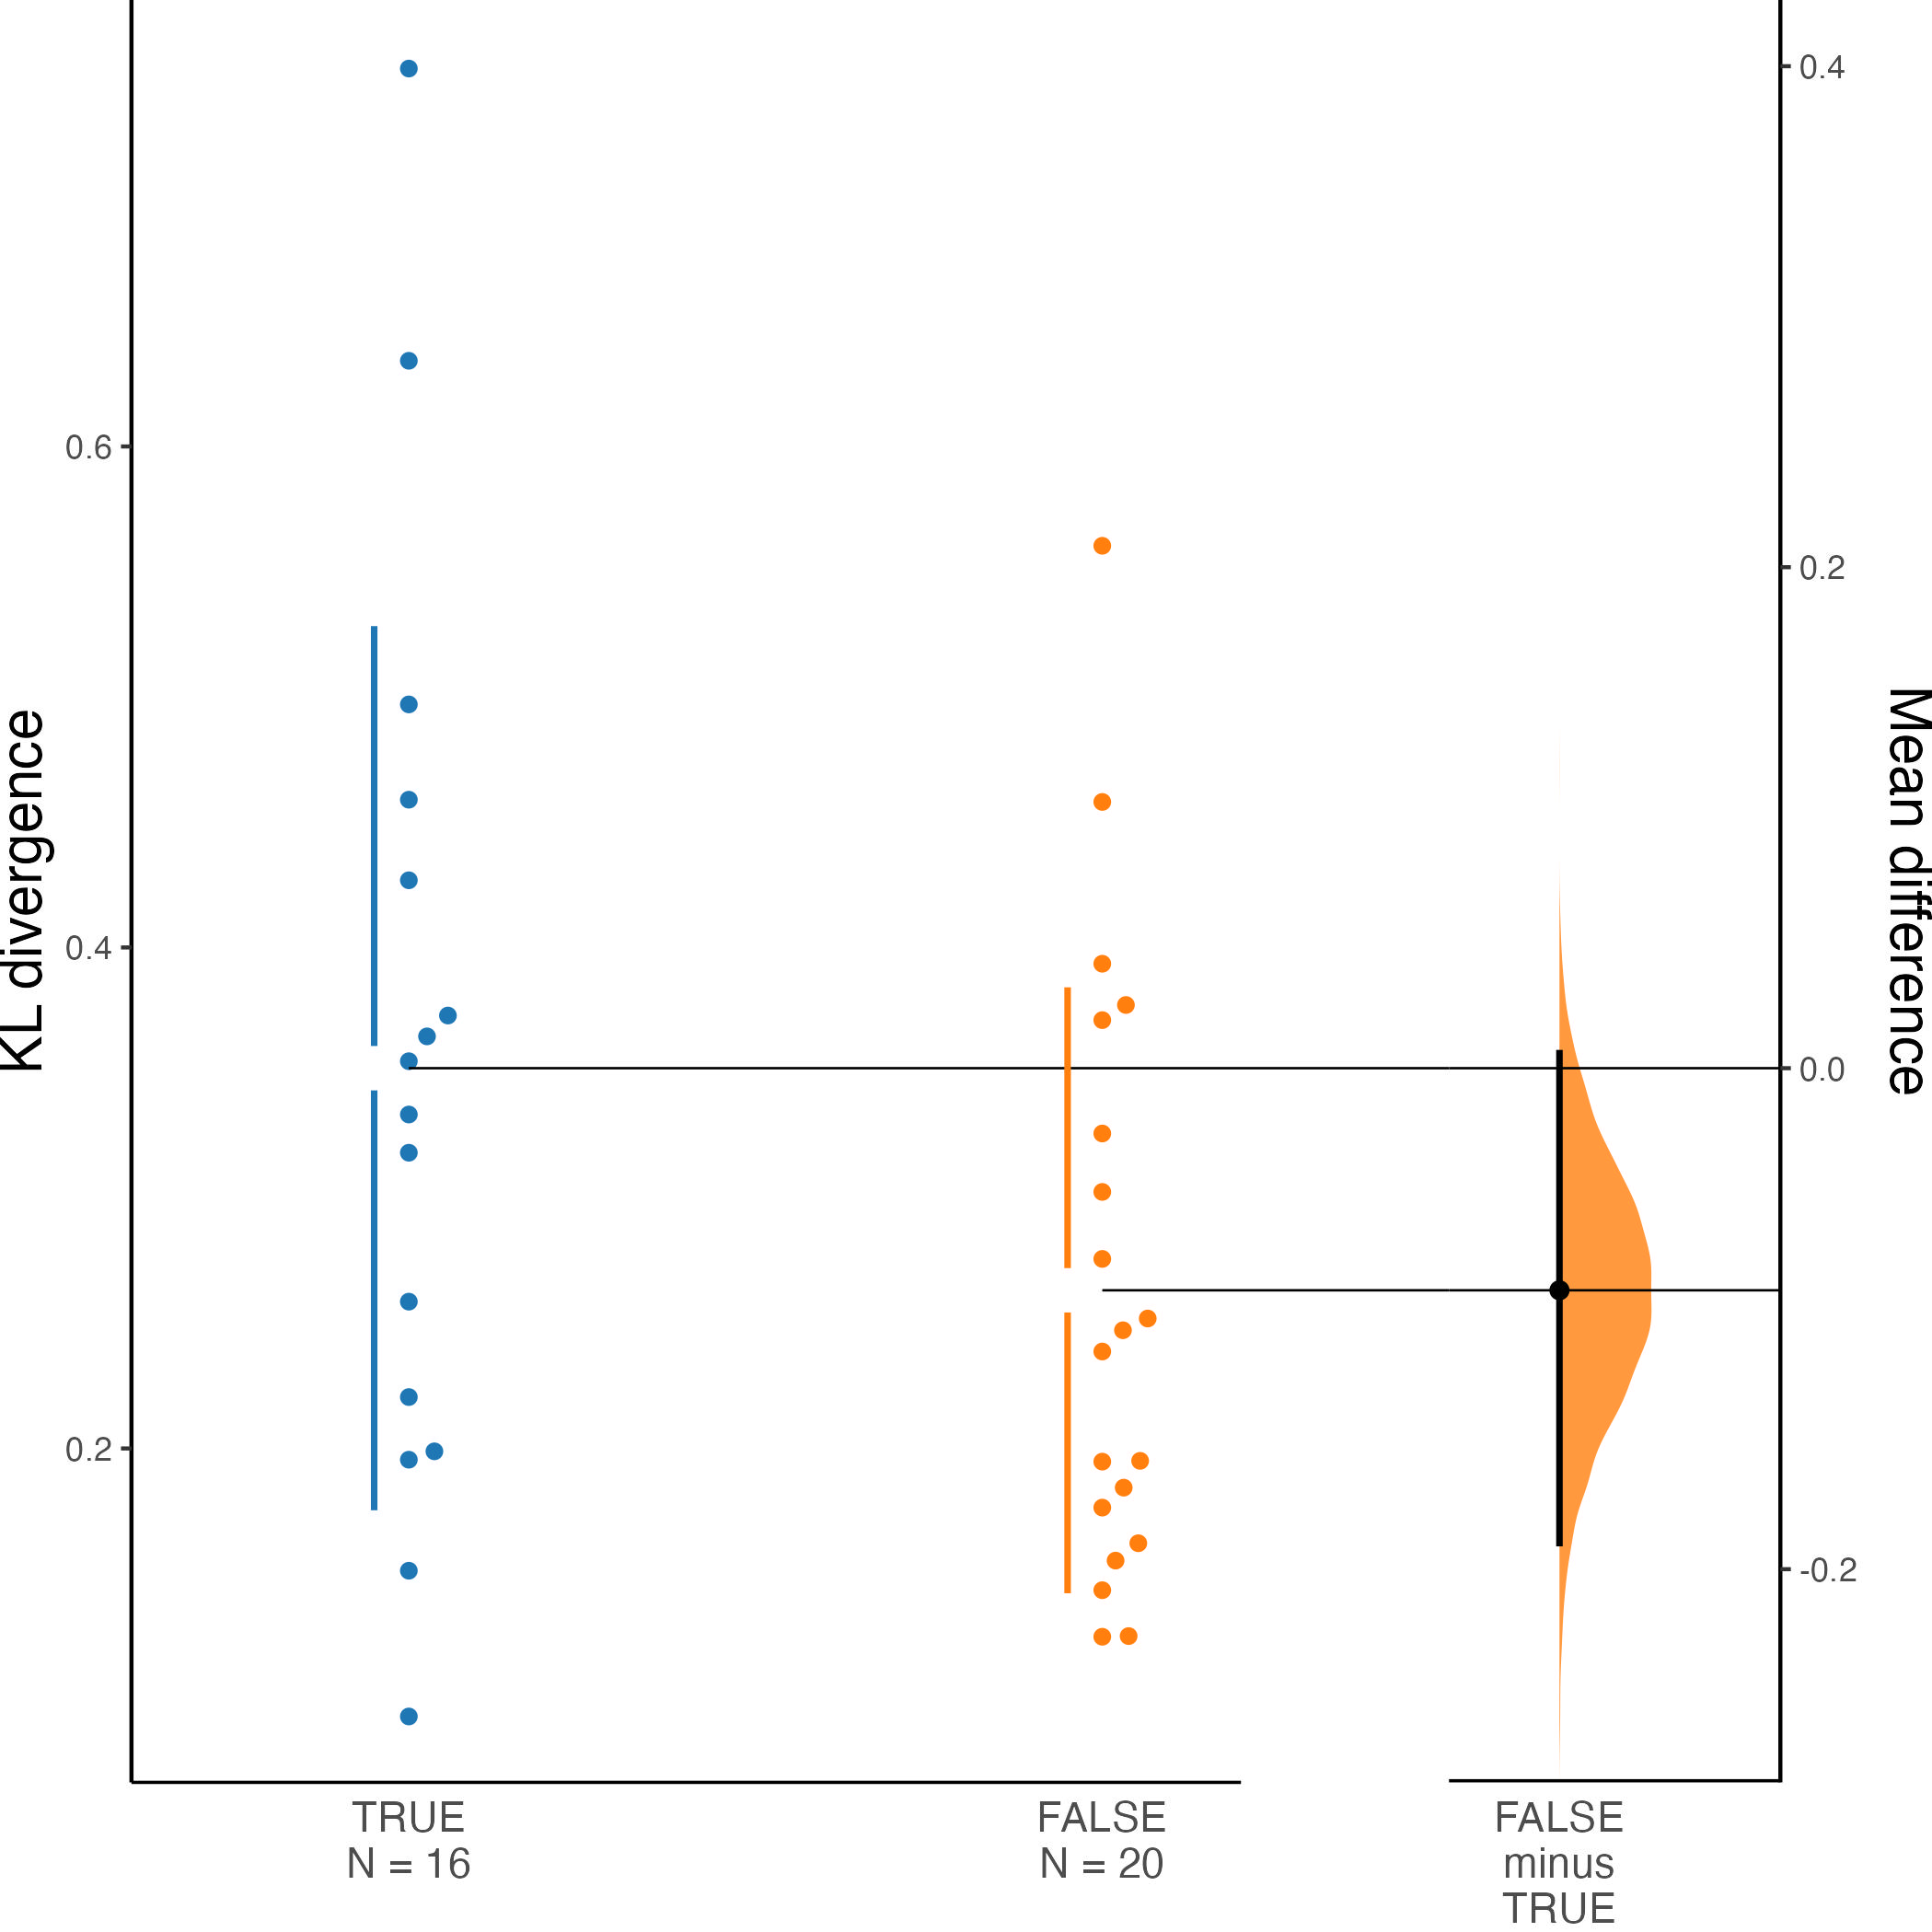 KL divergence
0.6
0.4
0.2
TRUE
N = 16
FALSE
N = 20
FALSE
minus
TRUE
0.4
0.2
0.0
-0.2
Mean difference